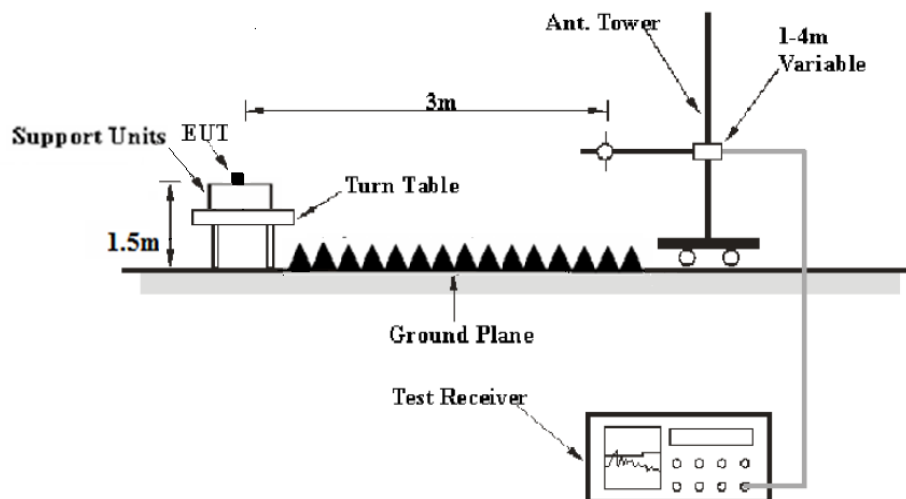 Ant. Tower
1-4m
Variable
3m
Support Units
EUT
Turn Table
1.5m
Ground Plane
Test Receiver